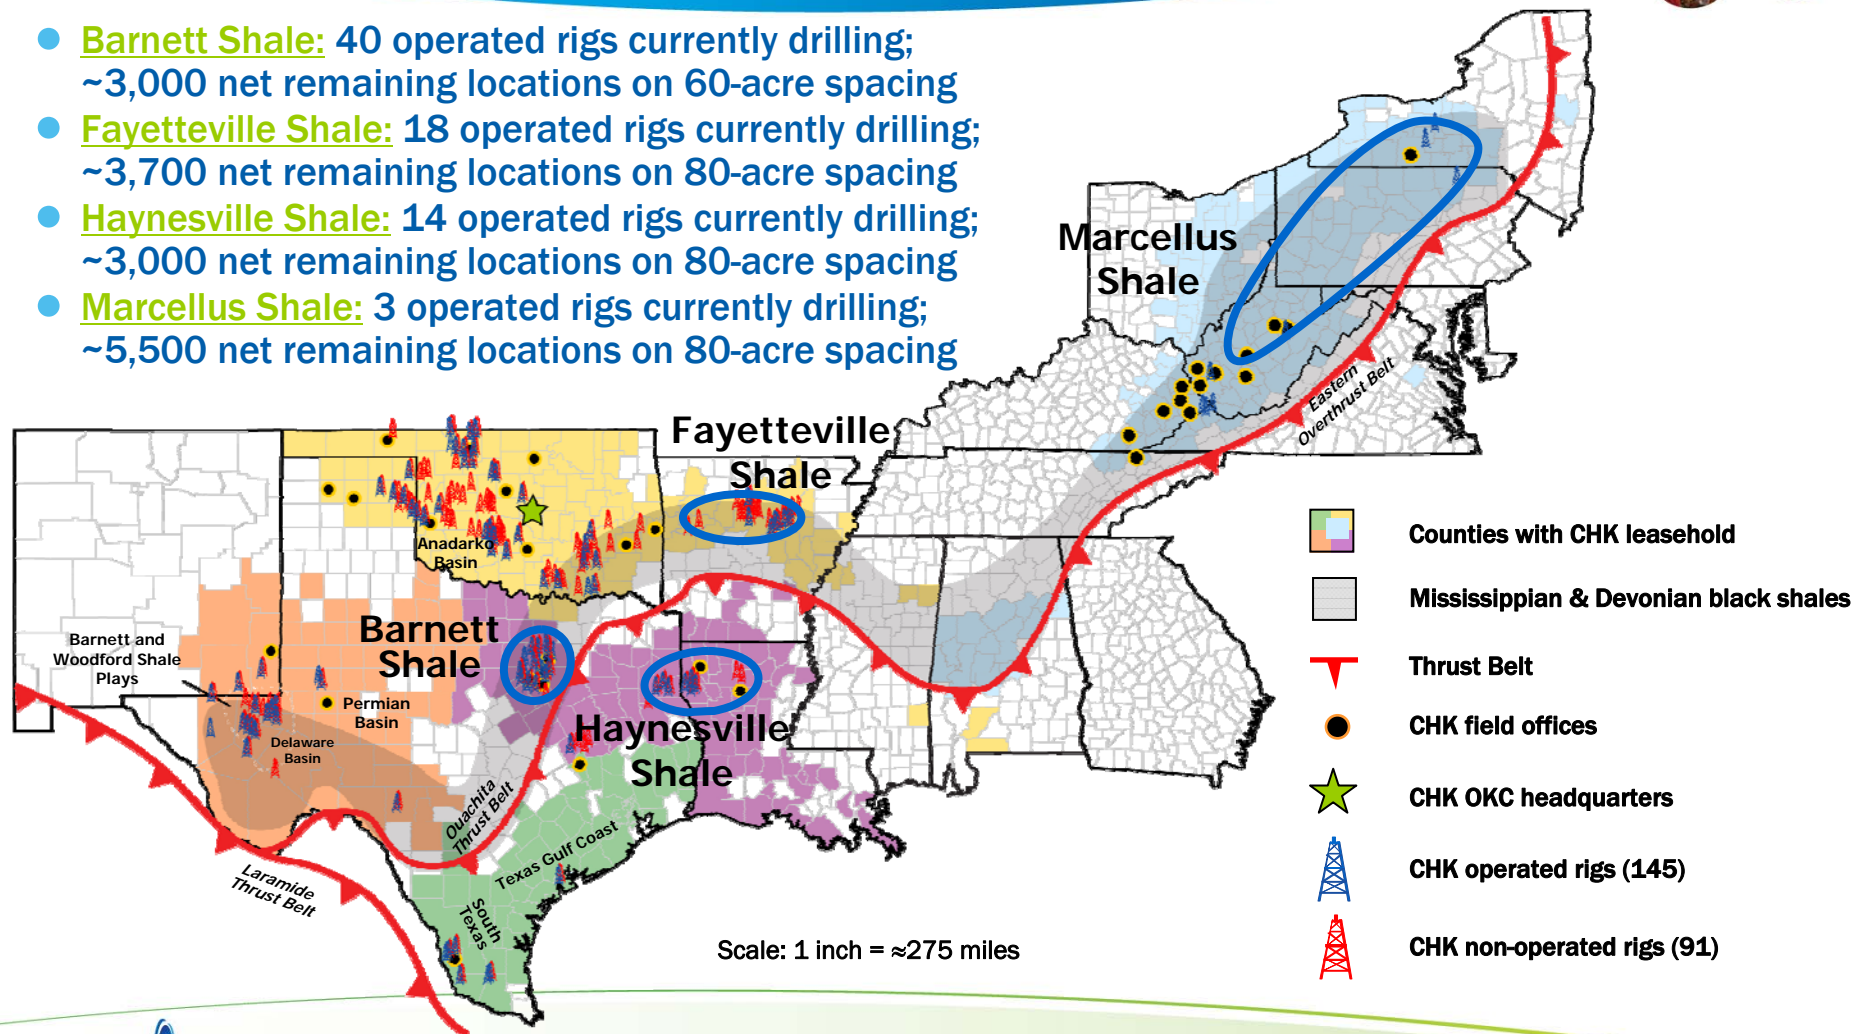 Barnett Shale: 40 operated rigs currently drilling;
~3,000 net remaining locations on 60-acre spacing
Fayetteville Shale: 18 operated rigs currently drilling;
~3,700 net remaining locations on 80-acre spacing
Haynesville Shale: 14 operated rigs currently drilling;
~3,000 net remaining locations on 80-acre spacing
Marcellus Shale: 3 operated rigs currently drilling;
~5,500 net remaining locations on 80-acre spacing
Marcellus
Shale
Eastern
Overthrust Belt
Fayetteville
Shale
Anadarko
Basin
Barnett
Shale
Barnett and
Woodford Shale
Plays
Permian
Basin
Delaware
Basin
Haynesville
Shale
Ouachita
Thrust Belt
Texas Gulf Coast
Laramide
Thrust Belt
South
Texas
Scale: 1 inch = ≈275 miles
Counties with CHK leasehold
Mississippian & Devonian black shales
Thrust Belt
CHK field offices
CHK OKC headquarters
CHK operated rigs (145)
CHK non-operated rigs (91)